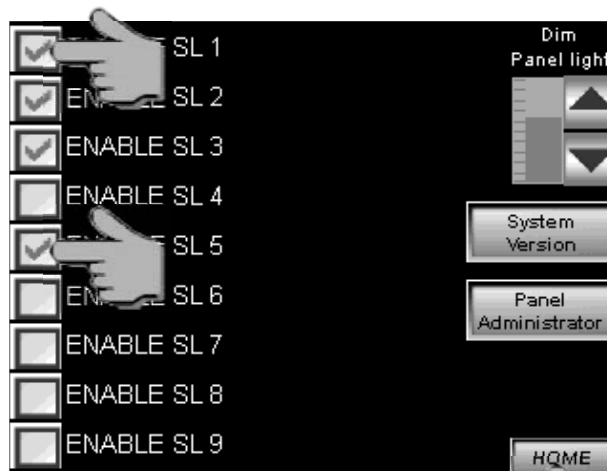 SL 1
SL 2
ENABLE SL 3
ENABLE SL 4
SL 5
SL 6
ENABLE SL 7
ENABLE SL 8
ENABLE SL 9
Dim
Panel light
System
Version
Panel
Administrator
HOME